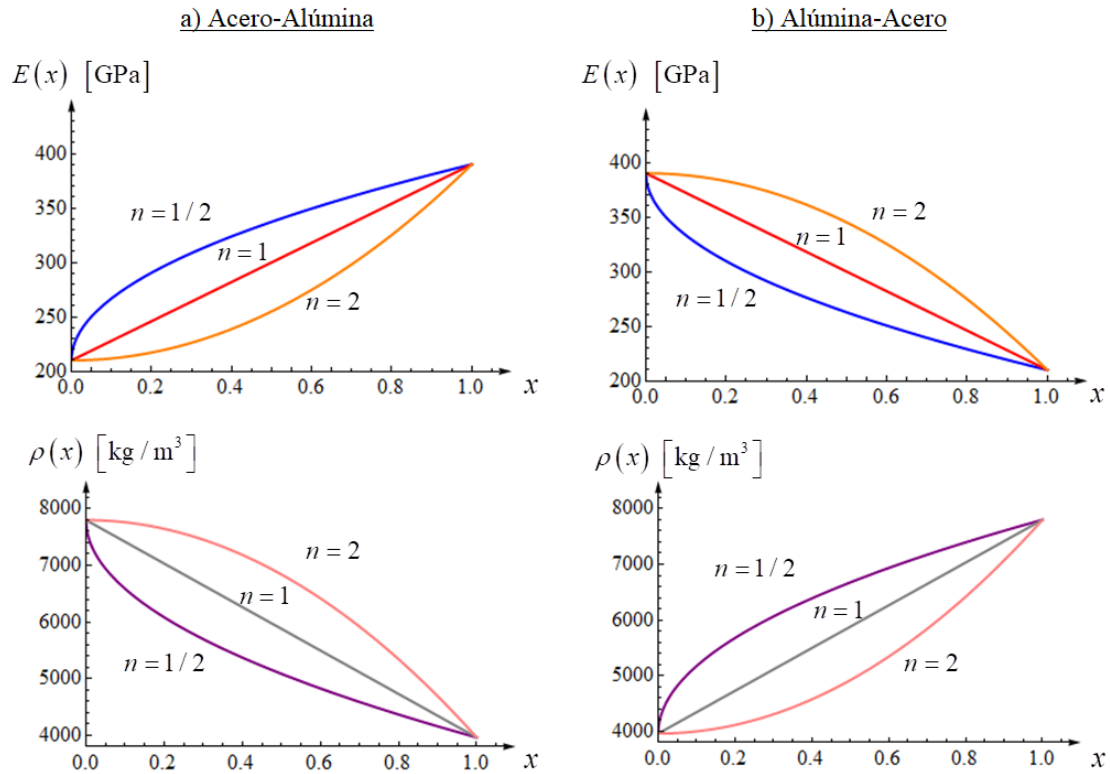 a) Acero-Alúmina
E(x) [GPa]
400
350
300
250
200
n = 1 / 2
n = 1
n = 2
0.0 0.2 0.4 0.6 0.8 1.0 x
b) Alúmina-Acero
E(x) [GPa]
400
350
300
250
200
n = 2
n = 1
n = 1 / 2
0.0 0.2 0.4 0.6 0.8 1.0 x
ρ(x) [kg / m³]
8000
7000
6000
5000
4000
n = 2
n = 1
n = 1 / 2
0.0 0.2 0.4 0.6 0.8 1.0 x
ρ(x) [kg / m³]
8000
7000
6000
5000
4000
n = 1 / 2
n = 1
n = 2
0.0 0.2 0.4 0.6 0.8 1.0 x